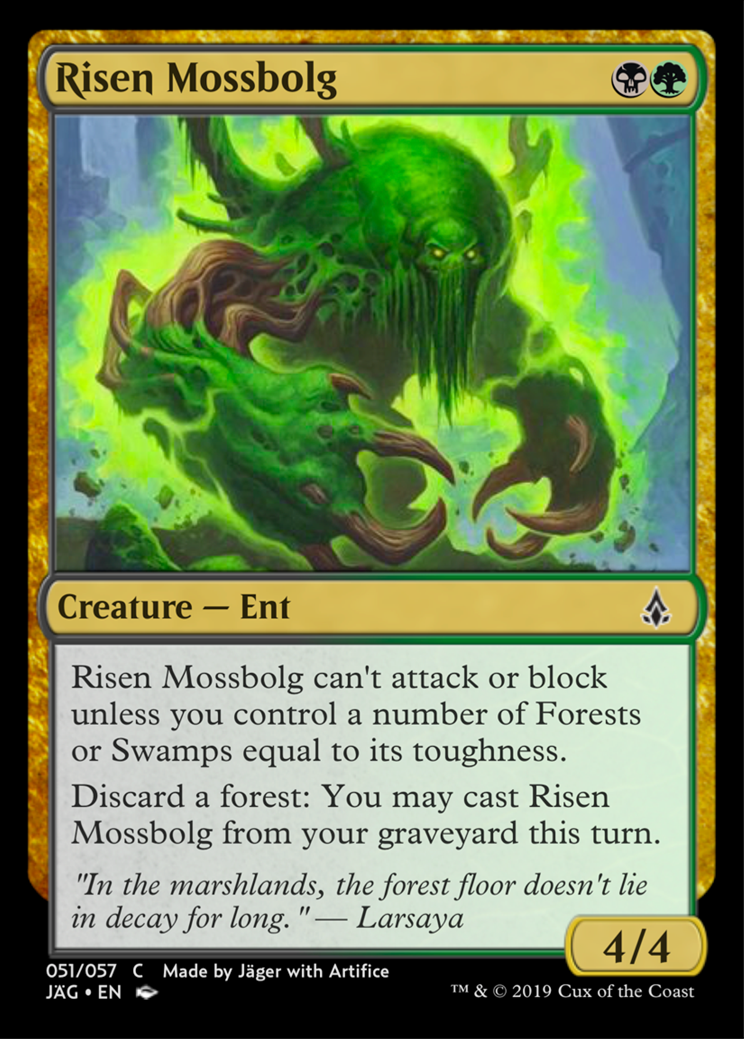 Risen Mossbolg
Creature — Ent
Risen Mossbolg can't attack or block
unless you control a number of Forests
or Swamps equal to its toughness.
Discard a forest: You may cast Risen
Mossbolg from your graveyard this turn.
"In the marshlands, the forest floor doesn't lie
in decay for long." — Larsaya
4/4
051/057 C Made by Jäger with Artifice
JÄG • EN
™ & © 2019 Cux of the Coast